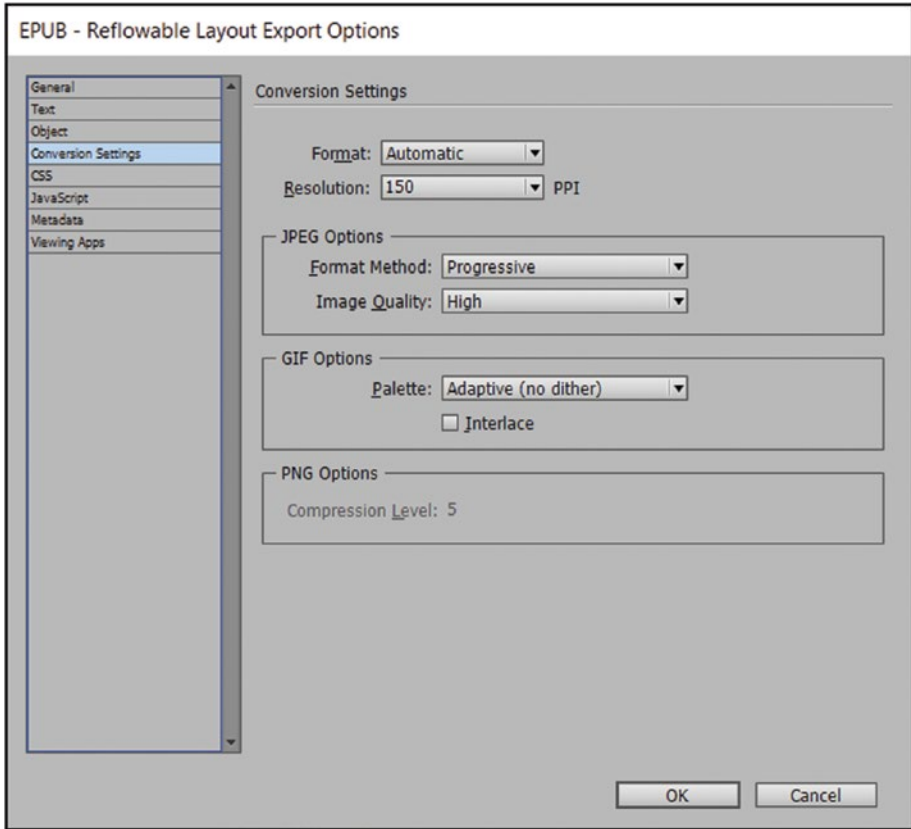 EPUB - Reflowable Layout Export Options
General
Text
Object
Conversion Settings
CSS
JavaScript
Metadata
Viewing Apps
Conversion Settings
Format: Automatic
Resolution: 150 PPI
JPEG Options
Format Method: Progressive
Image Quality: High
GIF Options
Palette: Adaptive (no dither)
Interlace
PNG Options
Compression Level: 5
OK Cancel